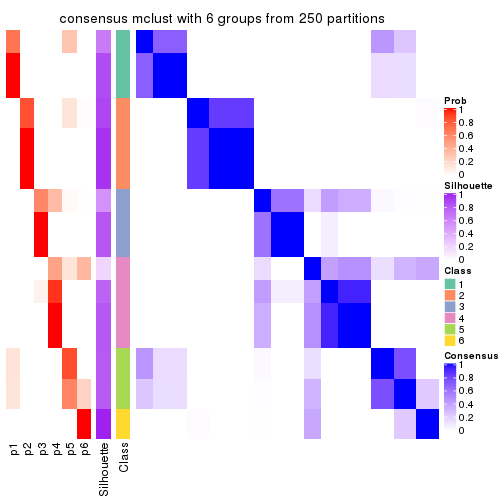 consensus mclust with 6 groups from 250 partitions
Prob
1
0.8
0.6
0.4
0.2
0
Silhouette
1
0.8
0.6
0.4
0.2
0
Class
1
2
3
4
5
6
Consensus
1
0.8
0.6
0.4
0.2
0
p1
p2
p3
p4
p5
p6
Silhouette
Class